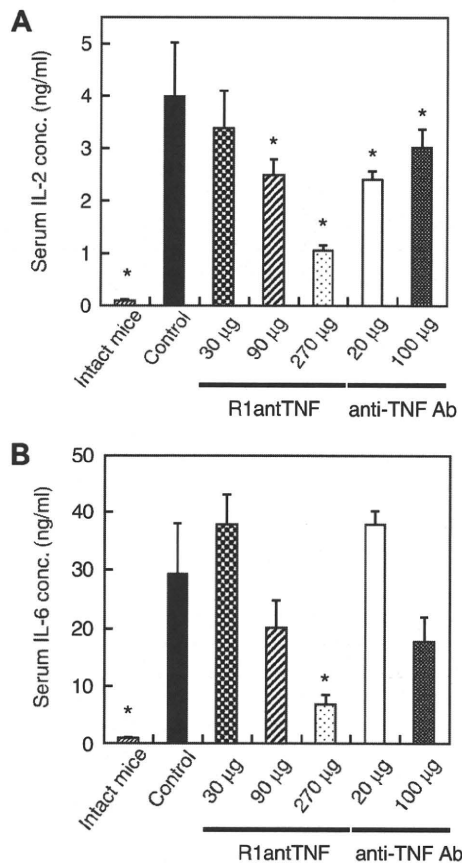 A
Serum IL-2 conc. (ng/ml)
5
4
3
2
1
0
*
*
*
*
*
Intact mice
Control
30 µg
90 µg
270 µg
20 µg
100 µg
R1antTNF
anti-TNF Ab
B
Serum IL-6 conc. (ng/ml)
50
40
30
20
10
0
*
*
Intact mice
Control
30 µg
90 µg
270 µg
20 µg
100 µg
R1antTNF
anti-TNF Ab